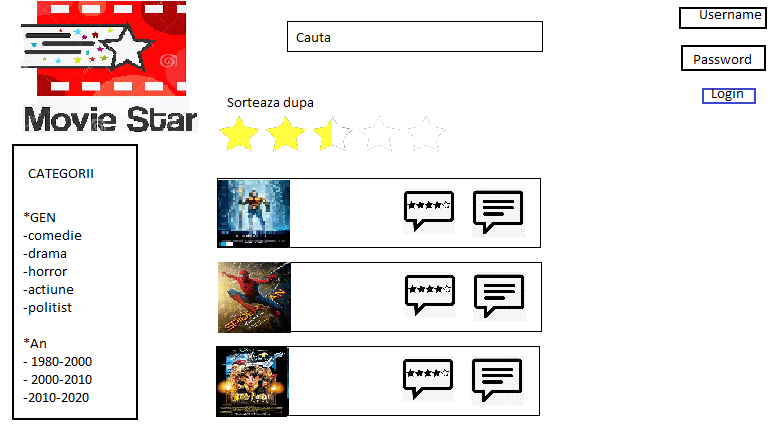 Movie Star
Cauta
Username
Password
Login
Sorteaza dupa
CATEGORII
*GEN
-comedie
-drama
-horror
-actiune
-politist
*An
- 1980-2000
- 2000-2010
-2010-2020